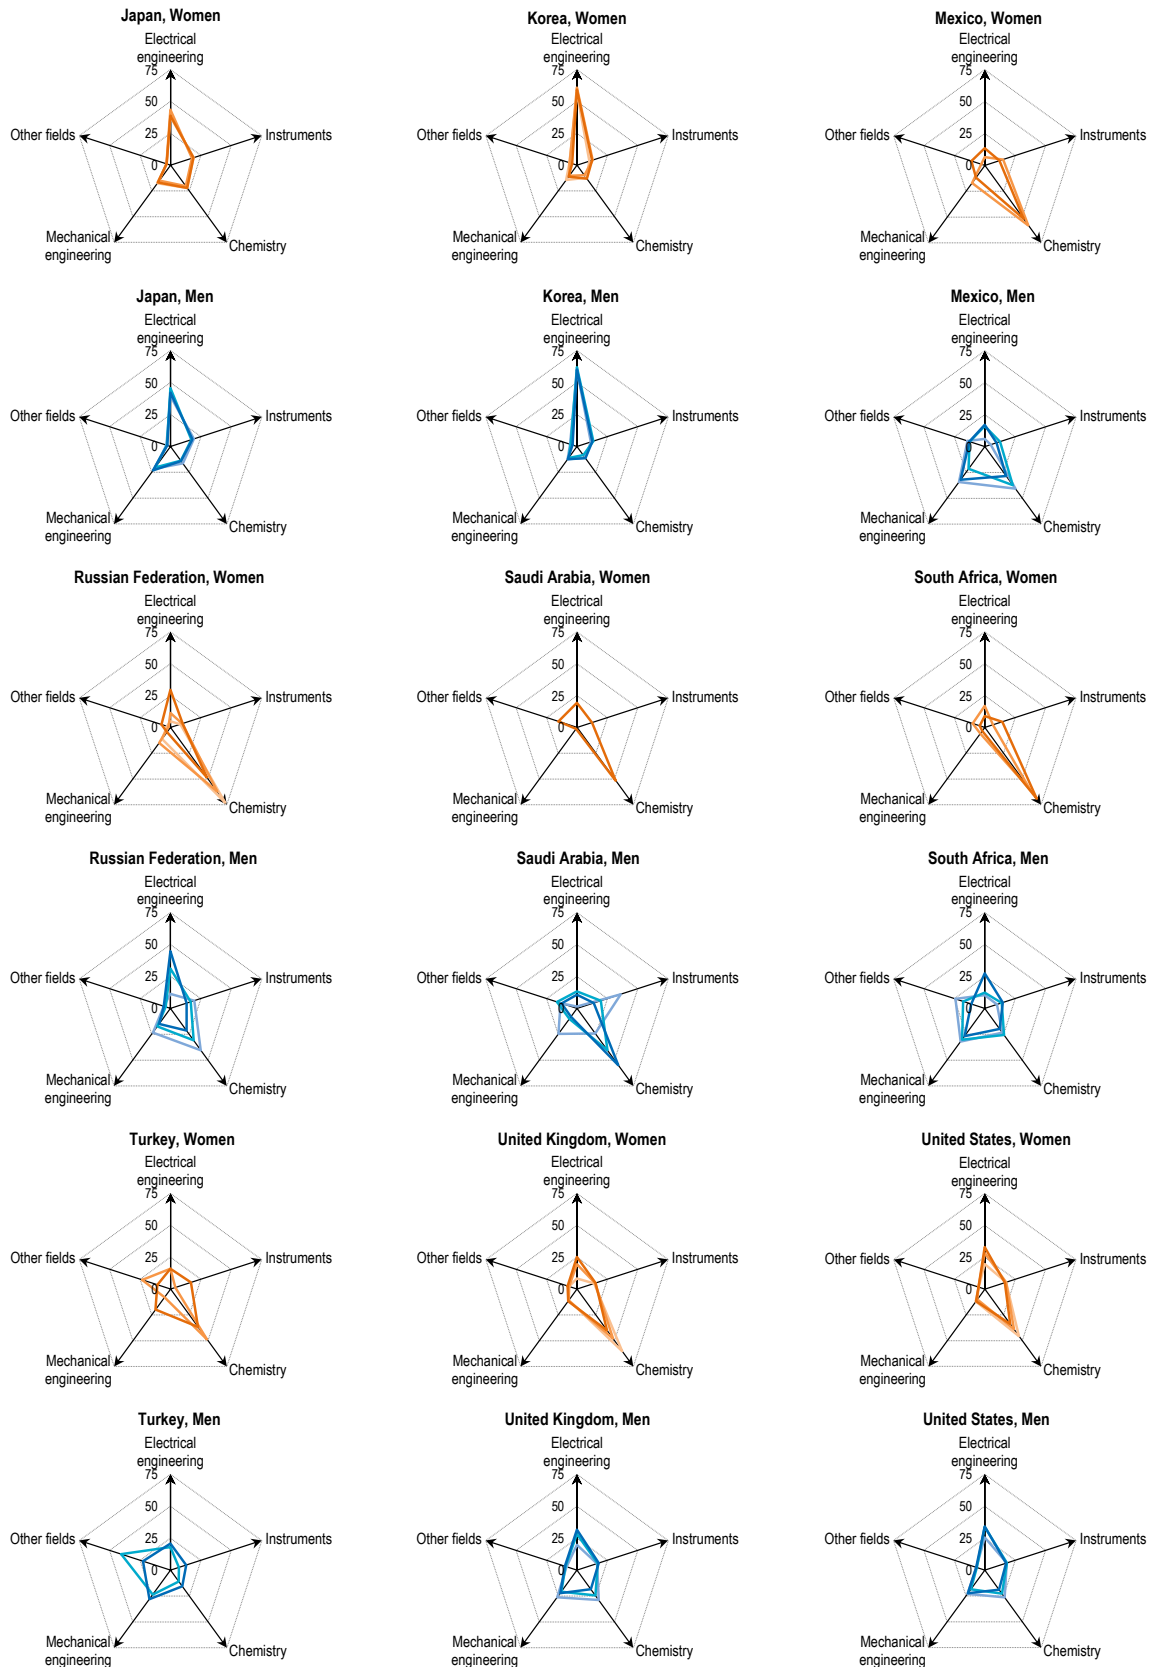 Japan, Women
Electrical
engineering
75
50
25
0
Other fields
Instruments
Mechanical
engineering
Chemistry
Korea, Women
Electrical
engineering
75
50
25
0
Other fields
Instruments
Mechanical
engineering
Chemistry
Mexico, Women
Electrical
engineering
75
50
25
0
Other fields
Instruments
Mechanical
engineering
Chemistry
Japan, Men
Electrical
engineering
75
50
25
0
Other fields
Instruments
Mechanical
engineering
Chemistry
Korea, Men
Electrical
engineering
75
50
25
0
Other fields
Instruments
Mechanical
engineering
Chemistry
Mexico, Men
Electrical
engineering
75
50
25
0
Other fields
Instruments
Mechanical
engineering
Chemistry
Russian Federation, Women
Electrical
engineering
75
50
25
0
Other fields
Instruments
Mechanical
engineering
Chemistry
Saudi Arabia, Women
Electrical
engineering
75
50
25
0
Other fields
Instruments
Mechanical
engineering
Chemistry
South Africa, Women
Electrical
engineering
75
50
25
0
Other fields
Instruments
Mechanical
engineering
Chemistry
Russian Federation, Men
Electrical
engineering
75
50
25
0
Other fields
Instruments
Mechanical
engineering
Chemistry
Saudi Arabia, Men
Electrical
engineering
75
50
25
0
Other fields
Instruments
Mechanical
engineering
Chemistry
South Africa, Men
Electrical
engineering
75
50
25
0
Other fields
Instruments
Mechanical
engineering
Chemistry
Turkey, Women
Electrical
engineering
75
50
25
0
Other fields
Instruments
Mechanical
engineering
Chemistry
United Kingdom, Women
Electrical
engineering
75
50
25
0
Other fields
Instruments
Mechanical
engineering
Chemistry
United States, Women
Electrical
engineering
75
50
25
0
Other fields
Instruments
Mechanical
engineering
Chemistry
Turkey, Men
Electrical
engineering
75
50
25
0
Other fields
Instruments
Mechanical
engineering
Chemistry
United Kingdom, Men
Electrical
engineering
75
50
25
0
Other fields
Instruments
Mechanical
engineering
Chemistry
United States, Men
Electrical
engineering
75
50
25
0
Other fields
Instruments
Mechanical
engineering
Chemistry